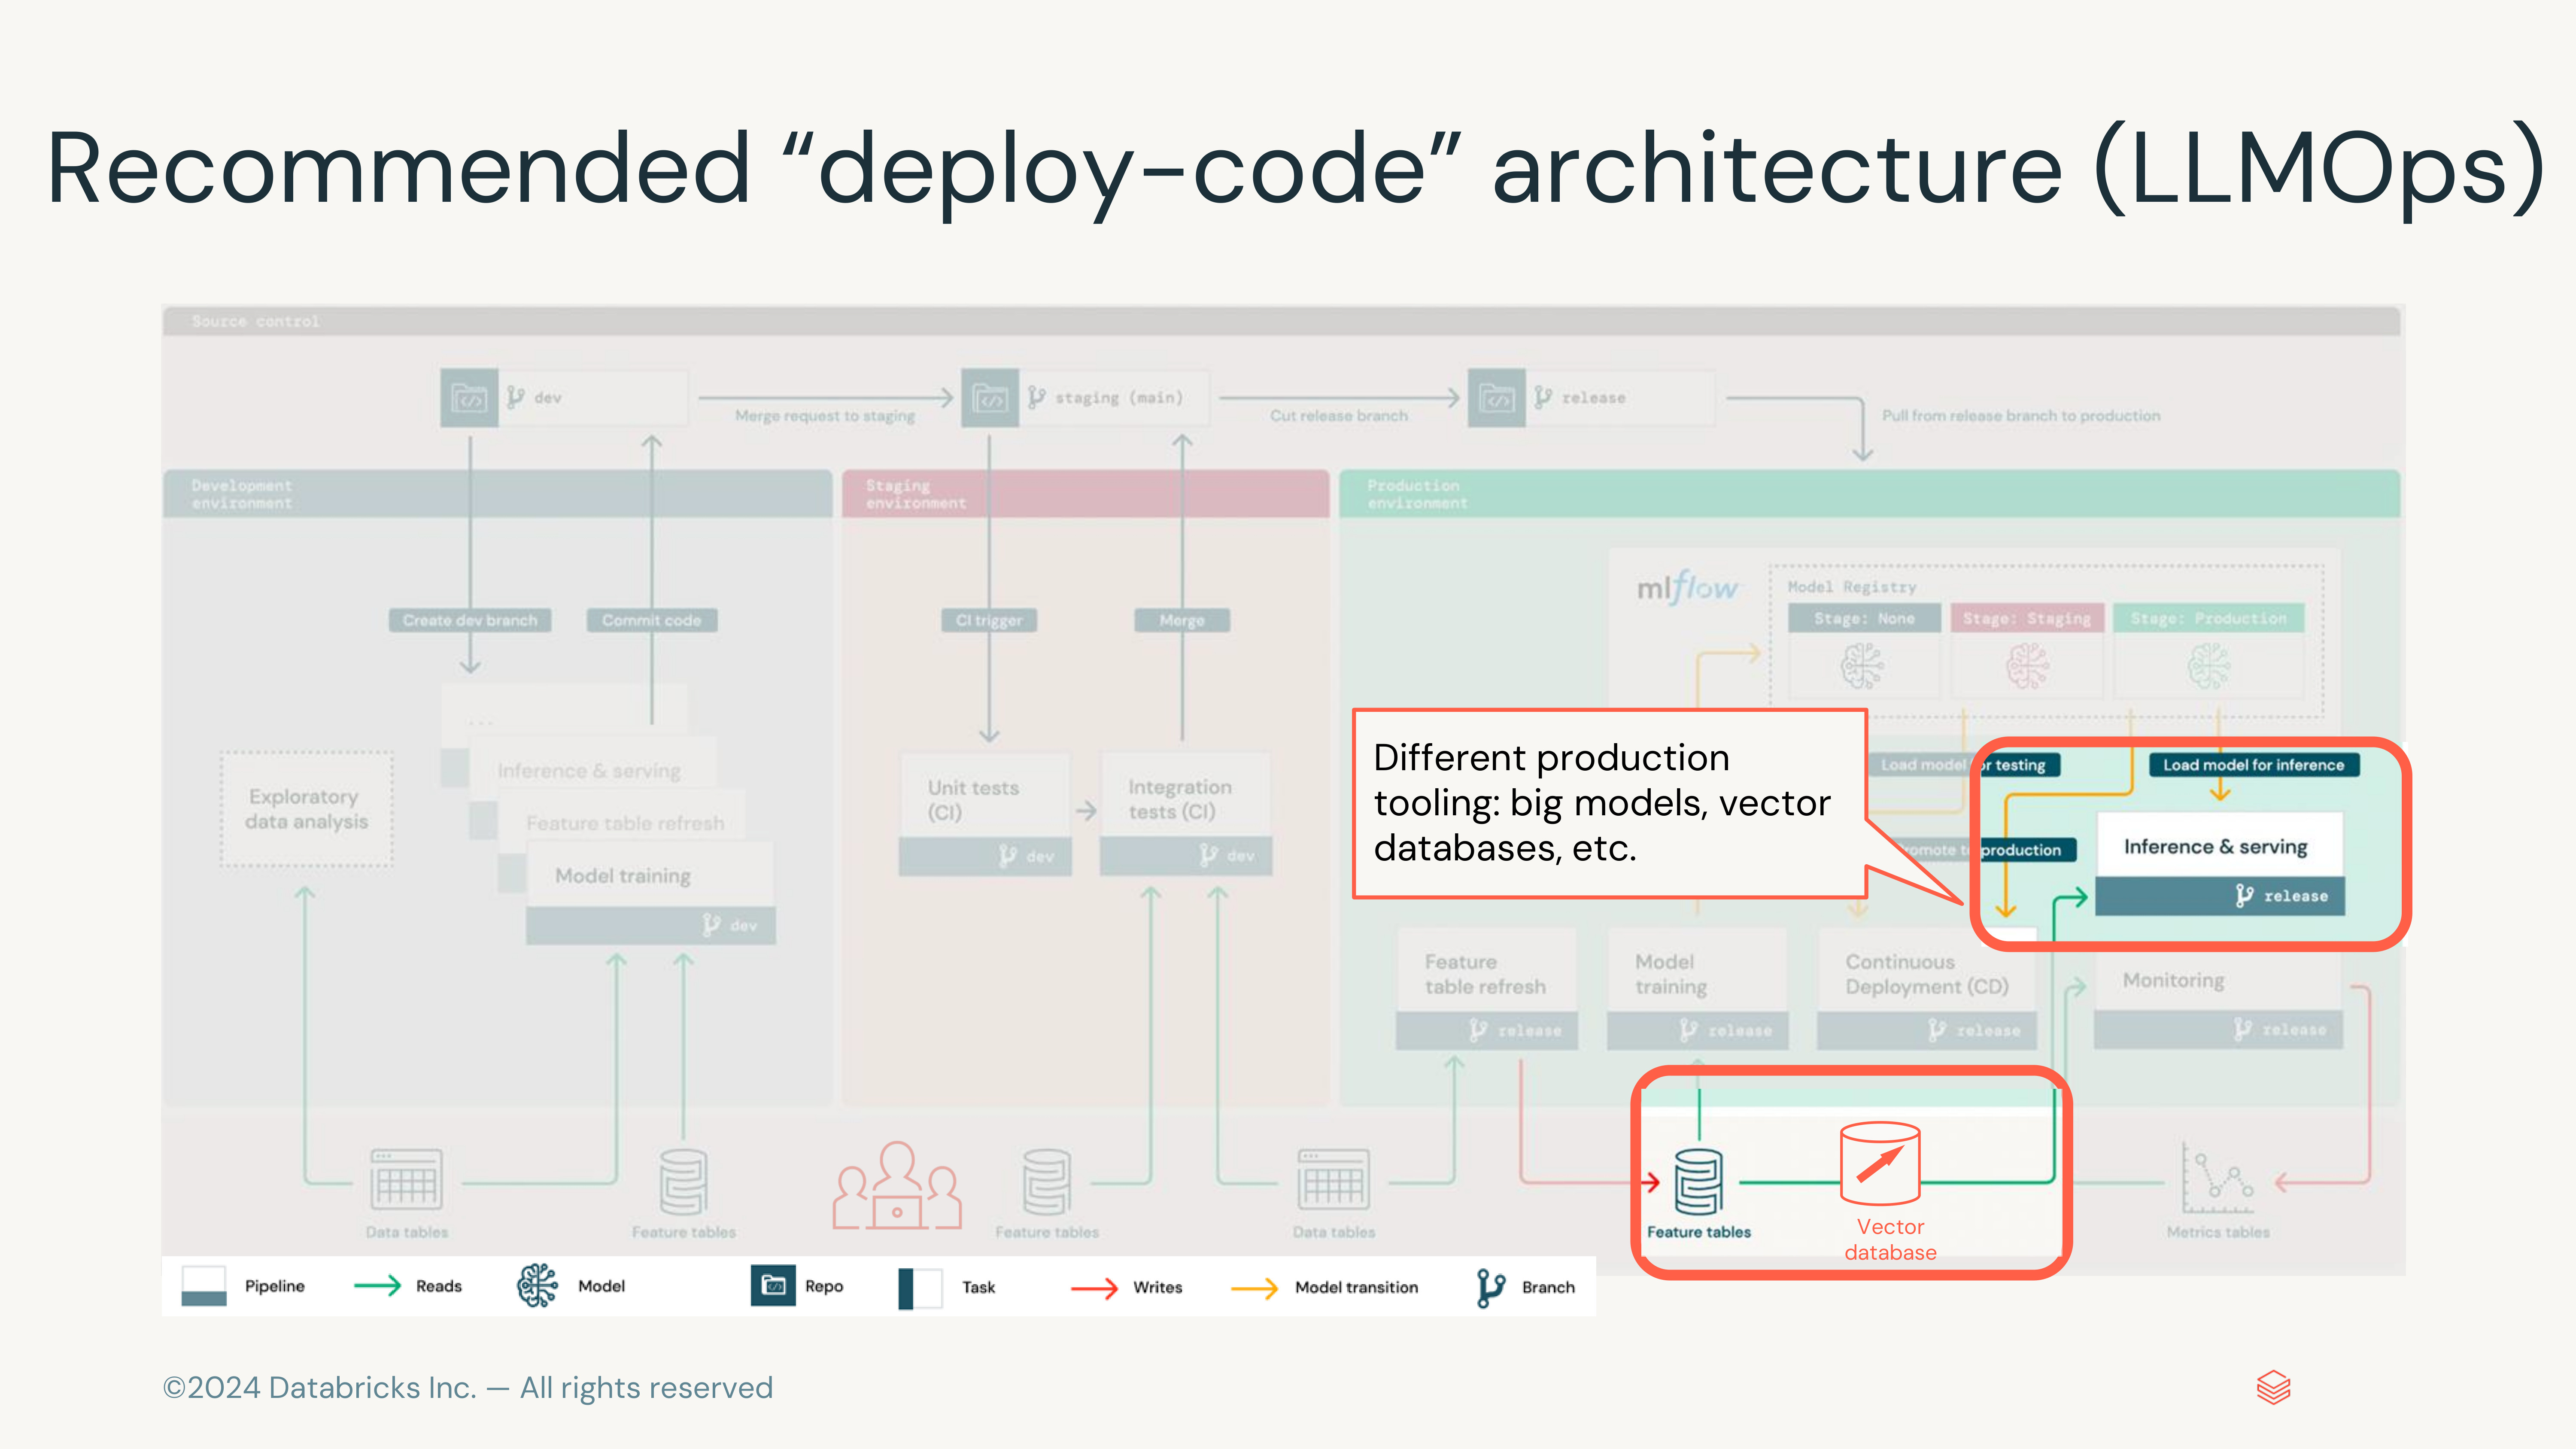 Recommended “deploy-code” architecture (LLMOps)
Source control
dev
Merge request to staging
staging (main)
Cut release branch
release
Pull from release branch to production
Development
environment
Staging
environment
Production
environment
mlflow
Model Registry
Stage: None
Stage: Staging
Stage: Production
Create dev branch
Commit code
CI trigger
Merge
...
Inference & serving
Feature table refresh
Model training
dev
Exploratory
data analysis
Unit tests
(CI)
dev
Integration
tests (CI)
dev
Different production
tooling: big models, vector
databases, etc.
Load model for testing
Load model for inference
production
Inference & serving
release
Feature
table refresh
release
Model
training
release
Continuous
Deployment (CD)
release
Monitoring
release
Data tables
Feature tables
Feature tables
Data tables
Feature tables
Vector
database
Metrics tables
Pipeline
Reads
Model
Repo
Task
Writes
Model transition
Branch
©2024 Databricks Inc. — All rights reserved